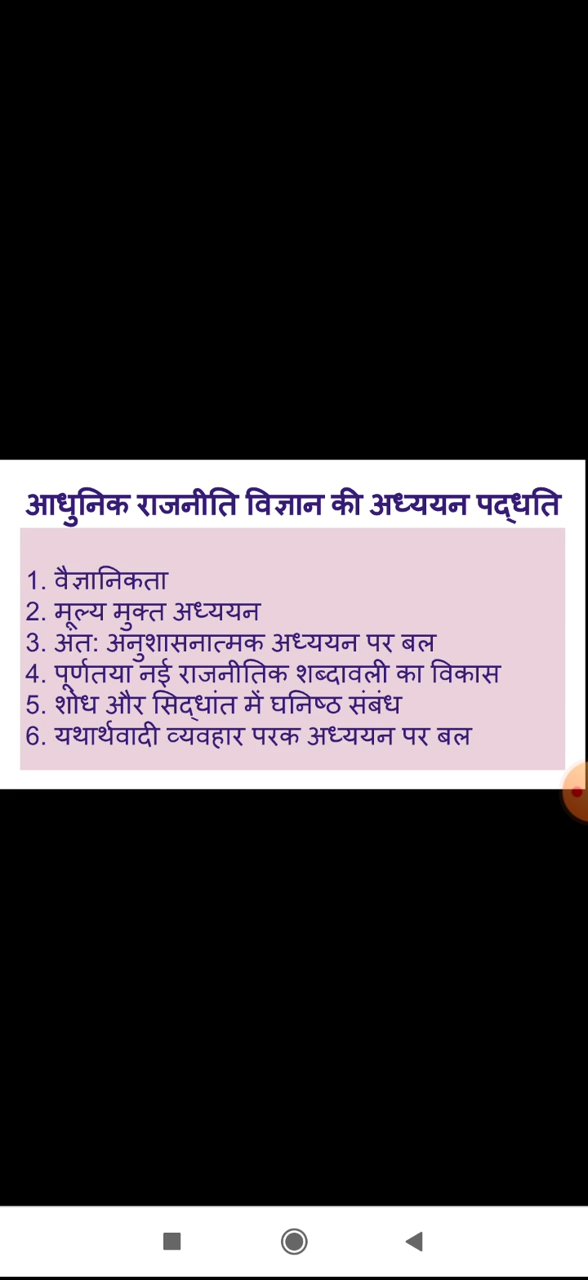 आधुनिक राजनीति विज्ञान की अध्ययन पद्धति
1. वैज्ञानिकता
2. मूल्य मुक्त अध्ययन
3. अंत: अनुशासनात्मक अध्ययन पर बल
4. पूर्णतया नई राजनीतिक शब्दावली का विकास
5. शोध और सिद्धांत में घनिष्ठ संबंध
6. यथार्थवादी व्यवहार परक अध्ययन पर बल